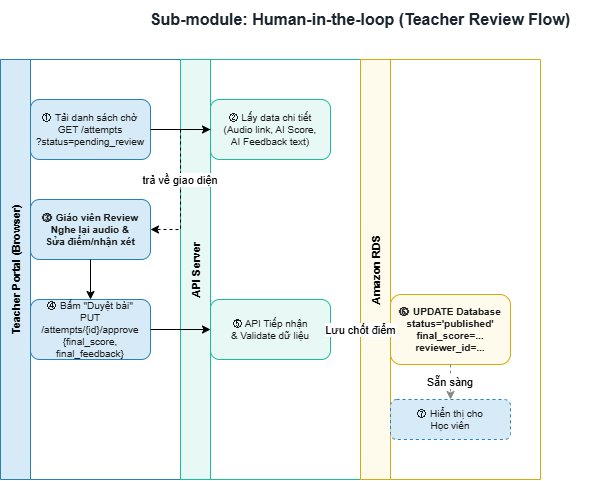 Sub-module: Human-in-the-loop (Teacher Review Flow)
Teacher Portal (Browser)
① Tải danh sách chờ
GET /attempts
?status=pending_review
API Server
② Lấy data chi tiết
(Audio link, AI Score,
AI Feedback text)
trả về giao diện
③ Giáo viên Review
Nghe lại audio &
Sửa điểm/nhận xét
④ Bấm "Duyệt bài"
PUT
/attempts/{id}/approve
{final_score,
final_feedback}
⑤ API Tiếp nhận
& Validate dữ liệu
Lưu chốt điểm
Amazon RDS
⑥ UPDATE Database
status='published'
final_score=...
reviewer_id=...
Sẵn sàng
⑦ Hiển thị cho
Học viên